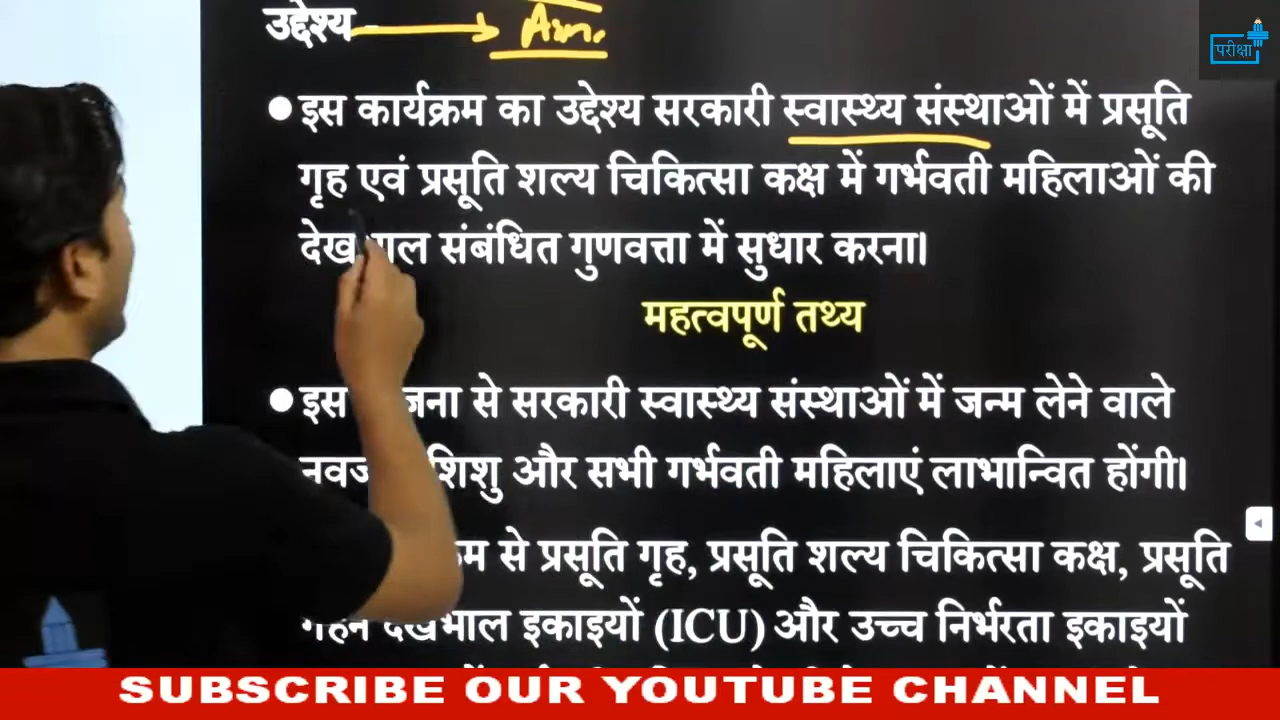 उद्देश्य - Aim.
परीक्षा
इस कार्यक्रम का उद्देश्य सरकारी स्वास्थ्य संस्थाओं में प्रसूति
गृह एवं प्रसूति शल्य चिकित्सा कक्ष में गर्भवती महिलाओं की
संबंधित गुणवत्ता में सुधार करना।
महत्वपूर्ण तथ्य
इस से सरकारी स्वास्थ्य संस्थाओं में जन्म लेने वाले
शिशु और सभी गर्भवती महिलाएं लाभान्वित होंगी।
से प्रसूति गृह, प्रसूति शल्य चिकित्सा कक्ष, प्रसूति
देखभाल इकाइयों (ICU) और उच्च निर्भरता इकाइयों
SUBSCRIBE OUR YOUTUBE CHANNEL